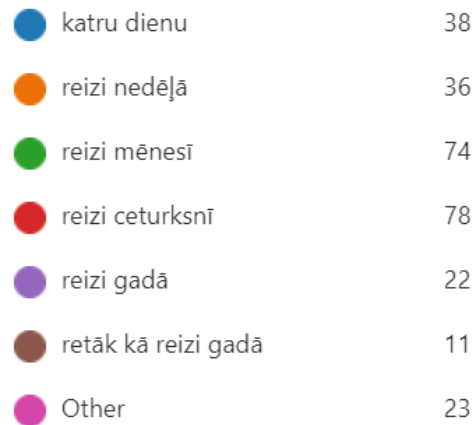 katru dienu 38
reizi nedēļā 36
reizi mēnesī 74
reizi ceturksnī 78
reizi gadā 22
retāk kā reizi gadā 11
Other 23